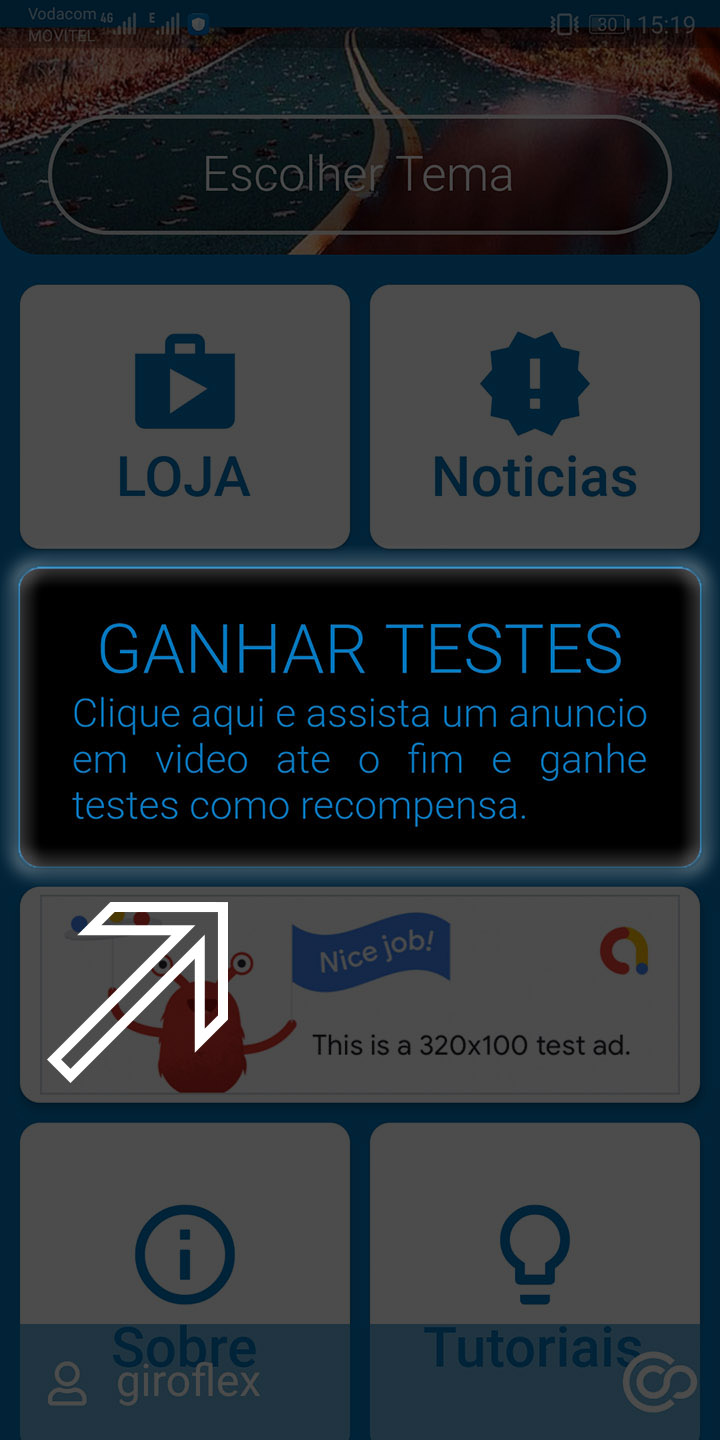 Vodacom 4G E 30 15:19
MOVITEL
Escolher Tema
LOJA
Noticias
GANHAR TESTES
Clique aqui e assista um anuncio
em video ate o fim e ganhe
testes como recompensa.
Nice job!
This is a 320x100 test ad.
Sobre
Tutoriais
giroflex